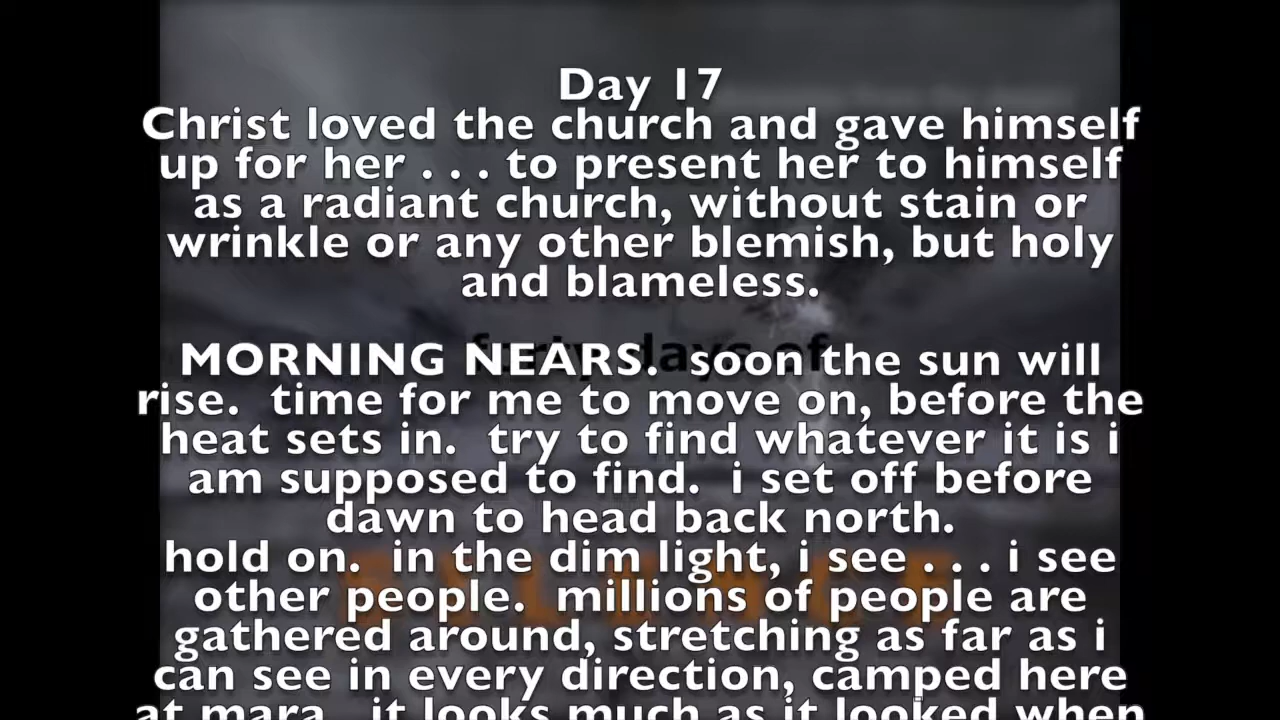 Day 17
Christ loved the church and gave himself
up for her . . . to present her to himself
as a radiant church, without stain or
wrinkle or any other blemish, but holy
and blameless.
MORNING NEARS.  soon the sun will
forty days of
rise.  time for me to move on, before the
heat sets in.  try to find whatever it is i
am supposed to find.  i set off before
dawn to head back north.
hold on.  in the dim light, i see . . . i see
other people.  millions of people are
gathered around, stretching as far as i
can see in every direction, camped here
at mara.  it looks much as it looked when